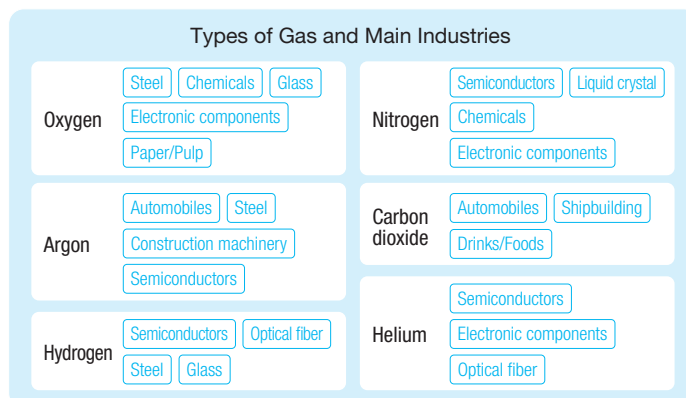 Types of Gas and Main Industries
Oxygen
Steel Chemicals Glass
Electronic components
Paper/Pulp
Nitrogen
Semiconductors Liquid crystal
Chemicals
Electronic components
Argon
Automobiles Steel
Construction machinery
Semiconductors
Carbon
dioxide
Automobiles Shipbuilding
Drinks/Foods
Hydrogen
Semiconductors Optical fiber
Steel Glass
Helium
Semiconductors
Electronic components
Optical fiber